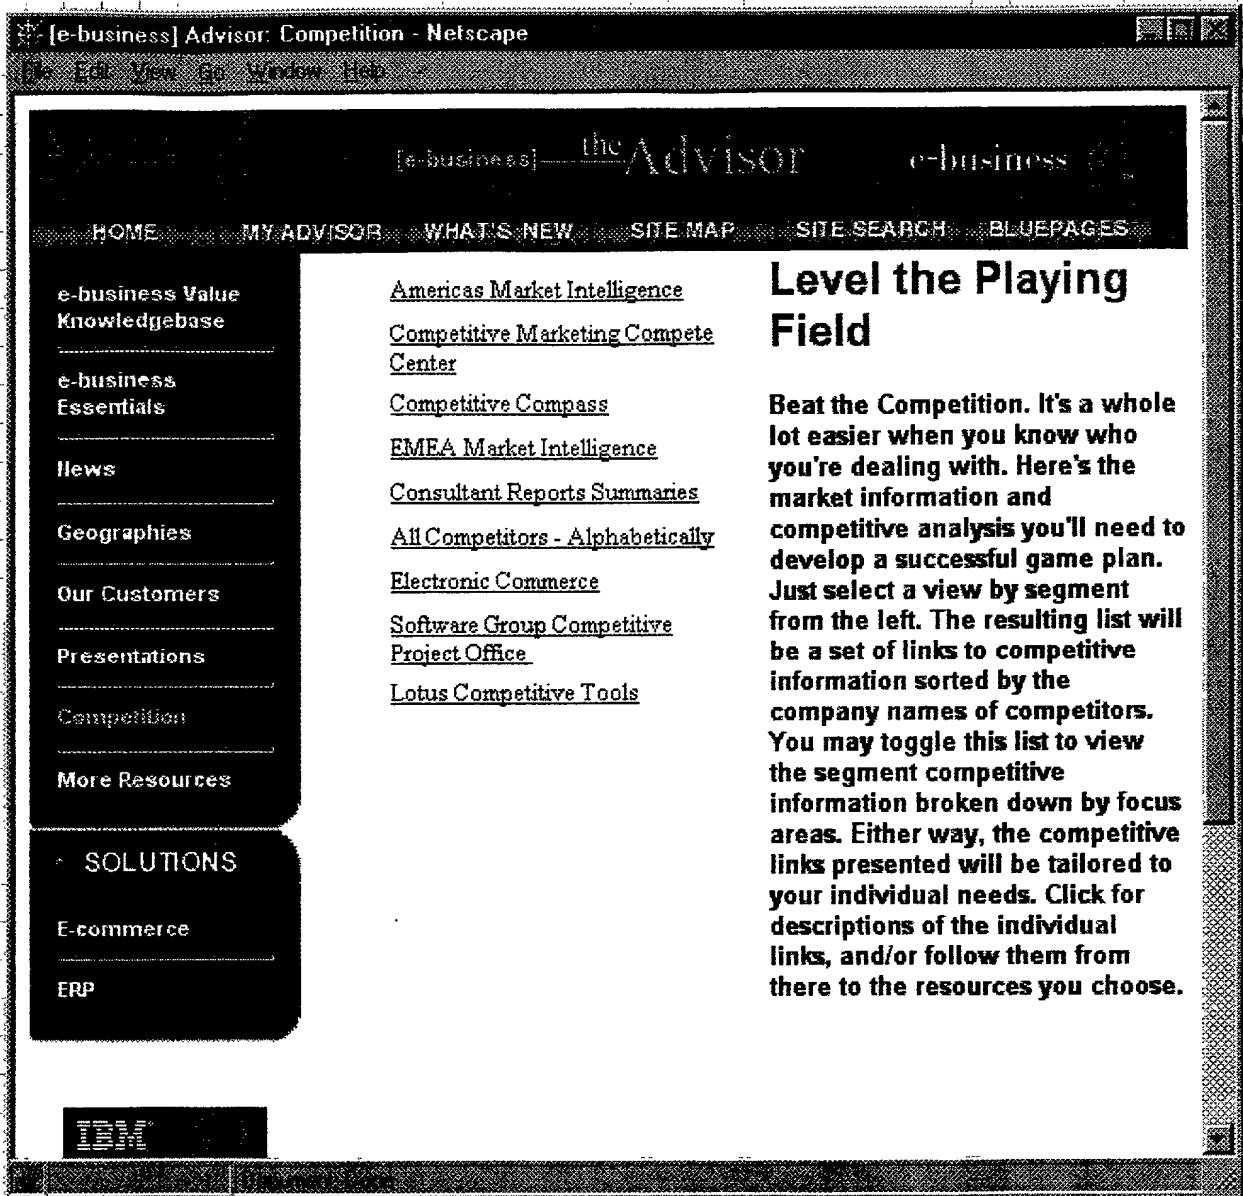 [e-business] Advisor: Competition - Netscape
File Edit View Go Window Help
[e-business] the Advisor e-business
HOME MY ADVISOR WHAT'S NEW SITE MAP SITE SEARCH BLUEPAGES
e-business Value
Knowledgebase
e-business
Essentials
News
Geographies
Our Customers
Presentations
Competition
More Resources
SOLUTIONS
E-commerce
ERP
IBM
Americas Market Intelligence
Competitive Marketing Compete
Center
Competitive Compass
EMEA Market Intelligence
Consultant Reports Summaries
All Competitors - Alphabetically
Electronic Commerce
Software Group Competitive
Project Office
Lotus Competitive Tools
Level the Playing
Field
Beat the Competition. It's a whole
lot easier when you know who
you're dealing with. Here's the
market information and
competitive analysis you'll need to
develop a successful game plan.
Just select a view by segment
from the left. The resulting list will
be a set of links to competitive
information sorted by the
company names of competitors.
You may toggle this list to view
the segment competitive
information broken down by focus
areas. Either way, the competitive
links presented will be tailored to
your individual needs. Click for
descriptions of the individual
links, and/or follow them from
there to the resources you choose.
Document: Done